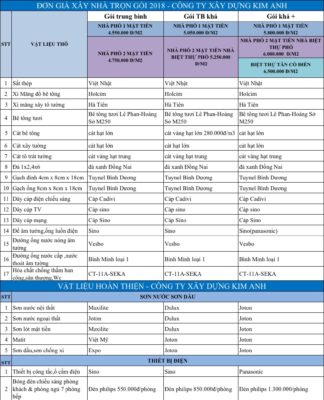 ĐƠN GIÁ XÂY NHÀ TRỌN GÓI 2018 - CÔNG TY XÂY DỰNG KIM ANH
STT VẬT LIỆU THÔ Gói trung bình Gói TB khá Gói khá +
NHÀ PHỐ 1 MẶT TIỀN 4.550.000 Đ/M2 NHÀ PHỐ 1 MẶT TIỀN 5.050.000 Đ/M2 NHÀ PHỐ 1 MẶT TIỀN 5.800.000 Đ/M2
NHÀ PHỐ 2 MẶT TIỀN 4.750.000 Đ/M2 NHÀ PHỐ 2 MẶT TIỀN 5.250.000 Đ/M2 NHÀ PHỐ 2 MẶT TIỀN NHÀ BIỆT THỰ PHỐ 6.000.000 Đ/M2
BIỆT THỰ TÂN CỔ ĐIỂN 6.500.000 Đ/M2
1 Sắt thép Việt Nhật Việt Nhật Việt Nhật
2 Xi Măng đổ bê tông Holcim Holcim Holcim
3 Xi măng xây tô tường Hà Tiên Hà Tiên Hà Tiên
4 Bê tông tươi Bê tông tươi Lê Phan-Hoàng Sở M250 Bê tông tươi Lê Phan-Hoàng Sở M250 Bê tông tươi Lê Phan-Hoàng Sở M250
5 Cát bê tông cát hạt lớn cát vàng hạt lớn 280.000đ/m3 cát hạt lớn
6 Cát xây tường cát hạt lớn cát hạt lớn cát hạt lớn
7 Cát tô trát tường cát vàng hạt trung cát vàng hạt trung cát vàng hạt trung
8 Đá 1x2,4x6 đá xanh Đồng Nai đá xanh Đồng Nai đá xanh Đồng Nai
9 Gạch đinh 4cm x 8cm x 18cm Tuynel Bình Dương Tuynel Bình Dương Tuynel Bình Dương
10 Gạch ống 8cm x 8cm x 18cm Tuynel Bình Dương Tuynel Bình Dương Tuynel Bình Dương
11 Dây cáp điện chiếu sáng Cáp Cadivi Cáp Cadivi Cáp Cadivi
12 Dây cáp TV Cáp sino Cáp sino Cáp sino
13 Dây cáp mạng Cáp Sino Cáp Sino Cáp Sino
14 Đế âm tường,ống luồn điện Sino Sino Sino(panasonic)
15 Đường ống nước nóng âm tường Vesbo Vesbo Vesbo
16 Đường ống nước cấp ,nước thoát âm tường Bình Minh loại 1 Bình Minh loại 1 Bình Minh loại 1
17 Hóa chất chống thấm ban công,sân thượng,Wc CT-11A-SEKA CT-11A-SEKA CT-11A-SEKA
VẬT LIỆU HOÀN THIỆN - CÔNG TY XÂY DỰNG KIM ANH
STT SƠN NƯỚC SƠN DẦU
1 Sơn nước nội thất Maxilite Dulux Joton
2 Sơn nước ngoại thất Joton Dulux Joton
3 Sơn lót mặt tiền Maxilite Dulux Joton
4 Matit Việt Mỹ Joton Joton
5 Sơn dầu,sơn chống xỉ Expo Joton Joton
STT THIẾT BỊ ĐIỆN
1 Thiết bị công tắc,ổ cắm điện Sino Sino Panasonic
2 Bóng đèn chiếu sáng phòng khách & phòng ngủ 7 phòng bếp Đèn philips 550.000đ/phòng Đèn philips 850.000đ/phòng Đèn philips 1.300.000/phòng